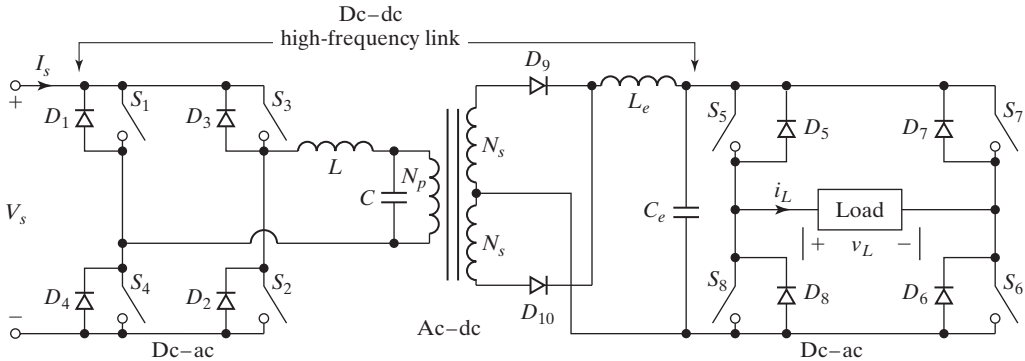 Dc–dc
high-frequency link
I_s
+
D_1
S_1
D_3
S_3
D_9
L_e
S_5
D_5
D_7
S_7
L
C
N_p
N_s
V_s
C_e
i_L
Load
+ v_L −
N_s
D_4
S_4
D_2
S_2
D_10
S_8
D_8
D_6
S_6
−
Dc–ac
Ac–dc
Dc–ac